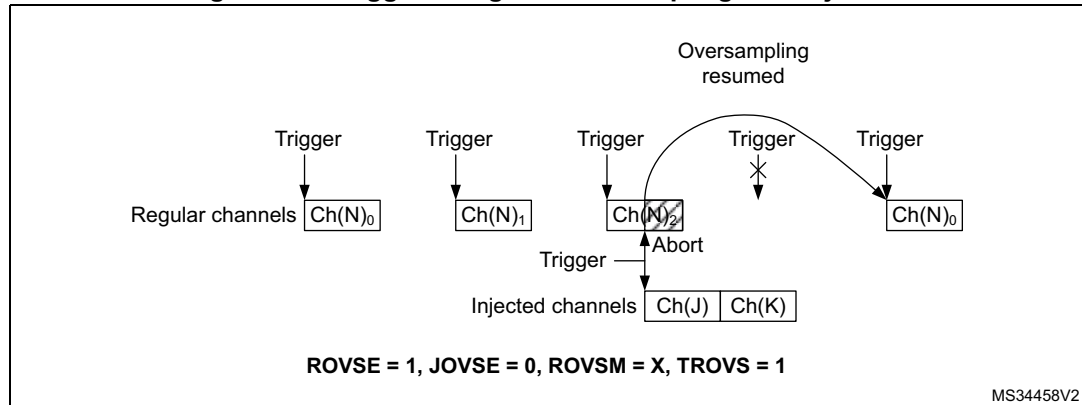 Oversampling
resumed
Trigger Trigger Trigger Trigger Trigger
Regular channels Ch(N)₀ Ch(N)₁ Ch(N)₂ Ch(N)₀
Abort
Trigger
Injected channels Ch(J) Ch(K)
ROVSE = 1, JOVSE = 0, ROVSM = X, TROVS = 1
MS34458V2